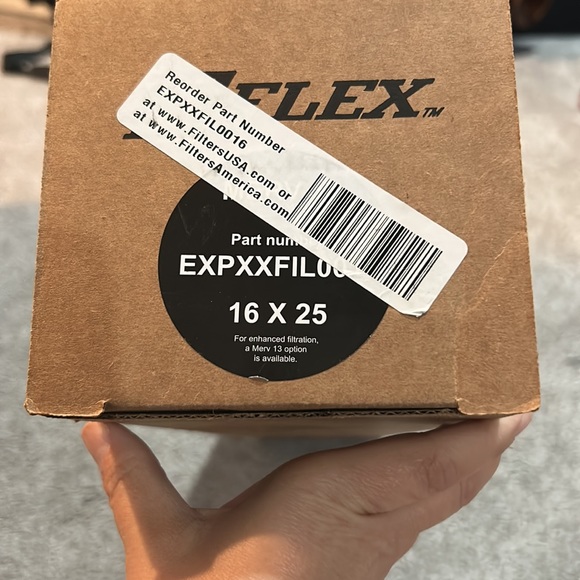 FLEX™
Reorder Part Number
EXPXXFIL0016
at www.FiltersUSA.com or
at www.FiltersAmerica.com
Part
EXPXXFIL00
16 X 25
For enhanced filtration,
a Merv 13 option
is available.